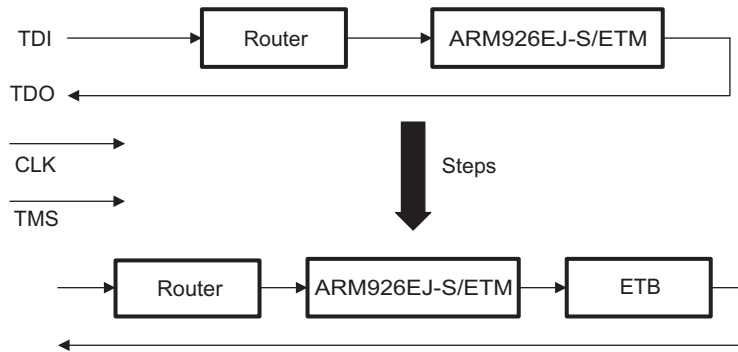 TDI
Router
ARM926EJ-S/ETM
TDO
CLK
Steps
TMS
Router
ARM926EJ-S/ETM
ETB